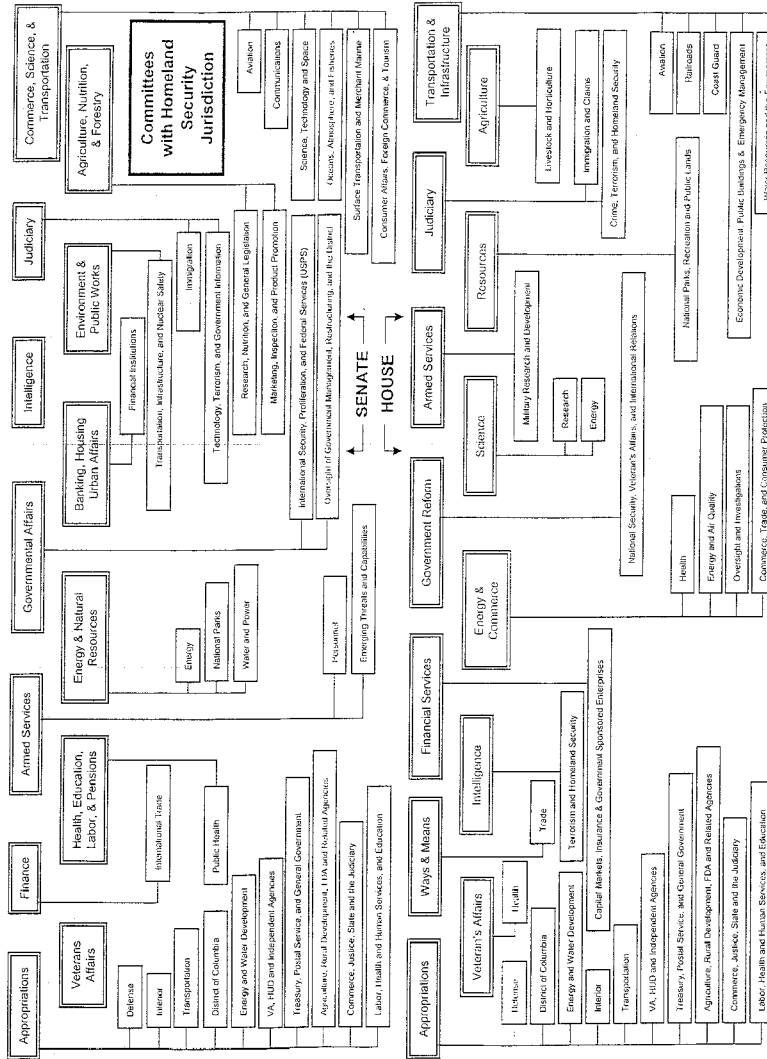 Committees
with Homeland
Security
Jurisdiction
Appropriations
Finance
Armed Services
Governmental Affairs
Intelligence
Judiciary
Commerce, Science, &
Transportation
Veterans
Affairs
Health, Education,
Labor, & Pensions
Energy & Natural
Resources
Banking, Housing
Urban Affairs
Environment &
Public Works
Agriculture, Nutrition,
& Forestry
Defense
Interior
Transportation
District of Columbia
Energy and Water Development
VA, HUD and Independent Agencies
Treasury, Postal Service, and General Government
Agriculture, Rural Development, FDA and Related Agencies
Commerce, Justice, State and the Judiciary
Labor, Health and Human Services, and Education
International Trade
Public Health
Energy
National Parks
Water and Power
Personnel
Emerging Threats and Capabilities
Financial Institutions
Transportation, Infrastructure, and Nuclear Safety
Immigration
Technology, Terrorism, and Government Information
Research, Nutrition, and General Legislation
Marketing, Inspection, and Product Promotion
International Security, Proliferation, and Federal Services (USPS)
Oversight of Government Management, Restructuring, and the District
Aviation
Communications
Science, Technology and Space
Oceans, Atmosphere, and Fisheries
Surface Transportation and Merchant Marine
Consumer Affairs, Foreign Commerce, & Tourism
SENATE
HOUSE
Appropriations
Ways & Means
Financial Services
Government Reform
Armed Services
Judiciary
Transportation &
Infrastructure
Veteran's Affairs
Intelligence
Energy &
Commerce
Science
Resources
Agriculture
Defense
Health
District of Columbia
Energy and Water Development
Interior
Transportation
VA, HUD and Independent Agencies
Treasury, Postal Service, and General Government
Agriculture, Rural Development, FDA and Related Agencies
Commerce, Justice, State and the Judiciary
Labor, Health and Human Services, and Education
Trade
Terrorism and Homeland Security
Capital Markets, Insurance & Government Sponsored Enterprises
Military Research and Development
Research
Energy
National Security, Veteran's Affairs, and International Relations
Health
Energy and Air Quality
Oversight and Investigations
Commerce, Trade, and Consumer Protection
Livestock and Horticulture
Immigration and Claims
Crime, Terrorism, and Homeland Security
National Parks, Recreation and Public Lands
Aviation
Railroads
Coast Guard
Economic Development, Public Buildings & Emergency Management